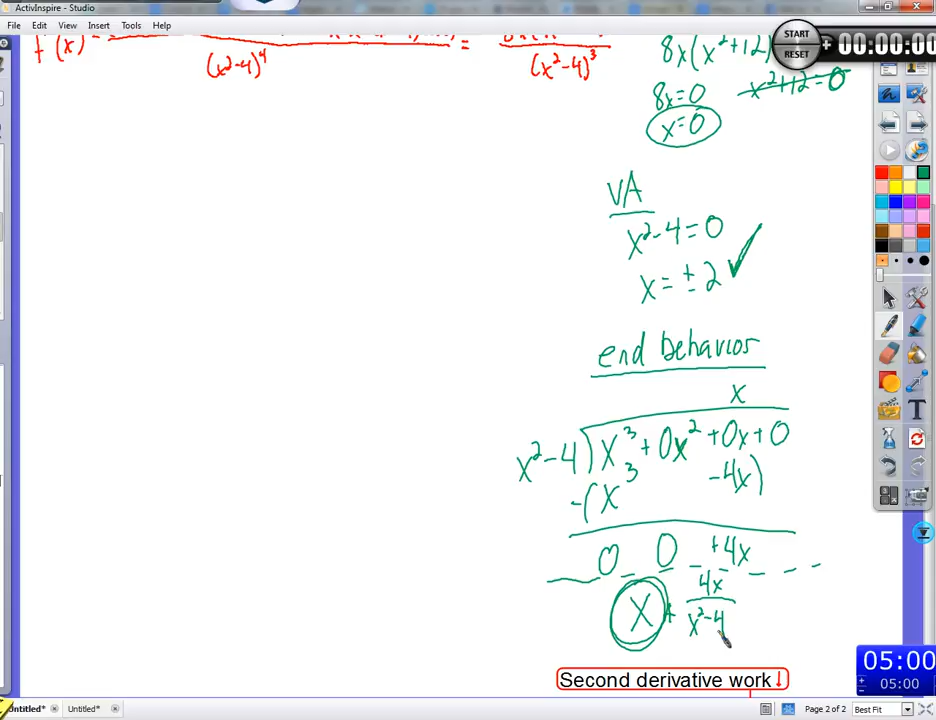 ActivInspire - Studio
File Edit View Insert Tools Help
START
RESET
+ 00:00:00
(x) =
(x²-4)⁴
=
(x²-4)³
8x(x²+12)
8x=0
x²+12=0
x=0
VA
x²-4=0
x=±2 ✓
end behavior
x
x²-4)x³+0x²+0x+0
-(x³ -4x)
0 0 +4x
x + 4x
x²-4
Second derivative work↓
05:00
05:00
ntitled*
Untitled*
Page 2 of 2
Best Fit